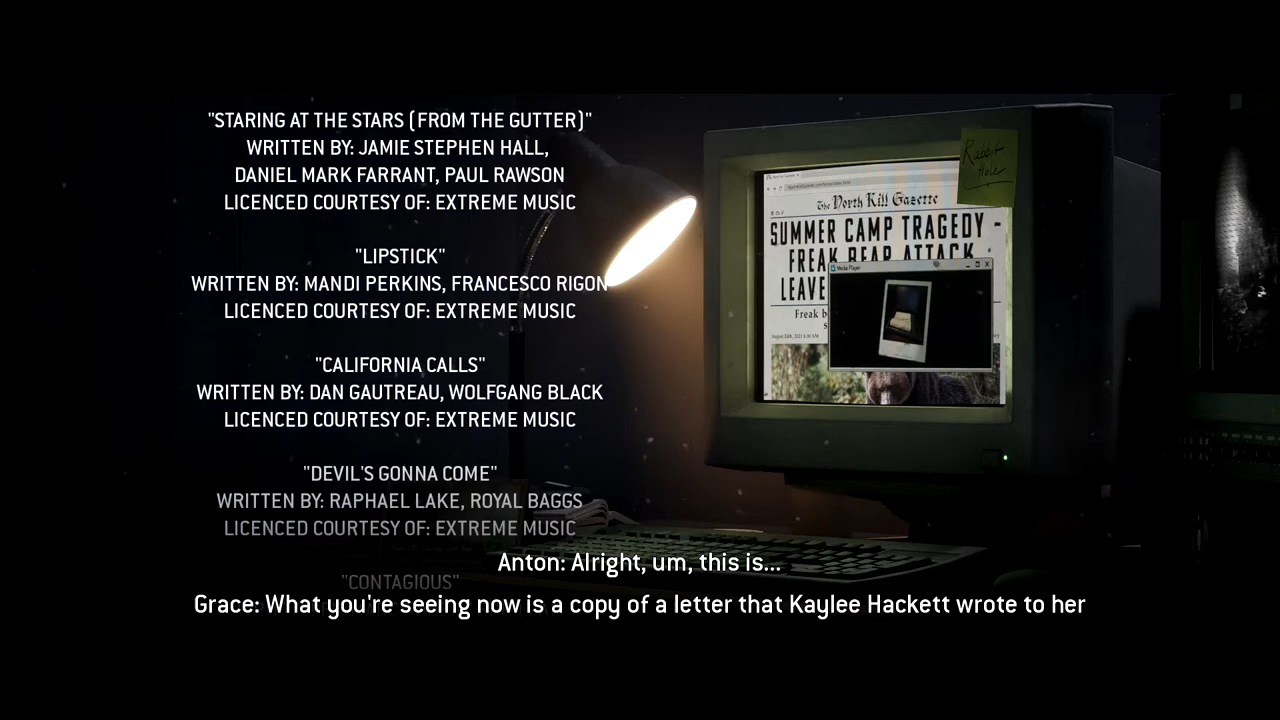 "STARING AT THE STARS (FROM THE GUTTER)"
WRITTEN BY: JAMIE STEPHEN HALL,
DANIEL MARK FARRANT, PAUL RAWSON
LICENCED COURTESY OF: EXTREME MUSIC
"LIPSTICK"
WRITTEN BY: MANDI PERKINS, FRANCESCO RIGON
LICENCED COURTESY OF: EXTREME MUSIC
"CALIFORNIA CALLS"
WRITTEN BY: DAN GAUTREAU, WOLFGANG BLACK
LICENCED COURTESY OF: EXTREME MUSIC
"DEVIL'S GONNA COME"
WRITTEN BY: RAPHAEL LAKE, ROYAL BAGGS
LICENCED COURTESY OF: EXTREME MUSIC
"CONTAGIOUS"
Rabbit
Hole
The North Kill Gazette
SUMMER CAMP TRAGEDY -
FREAK BEAR ATTACK
LEAVE
Media Player
Freak b
Anton: Alright, um, this is...
Grace: What you're seeing now is a copy of a letter that Kaylee Hackett wrote to her